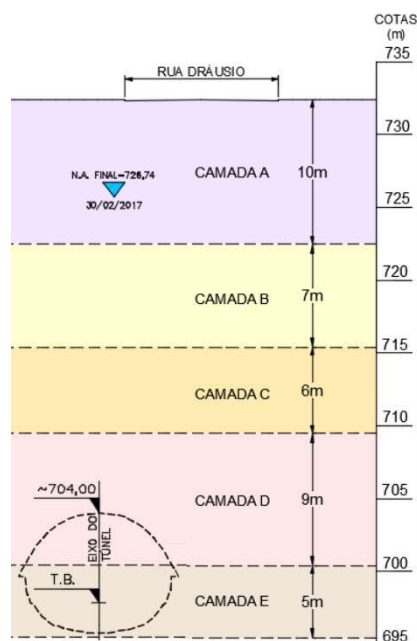 COTAS
(m)
735
RUA DRÁUSIO
730
N.A. FINAL=728,74
CAMADA A
10m
30/02/2017
725
720
CAMADA B
7m
715
CAMADA C
6m
710
~704,00
CAMADA D
9m
705
EIXO DO
TÚNEL
700
T.B.
CAMADA E
5m
695